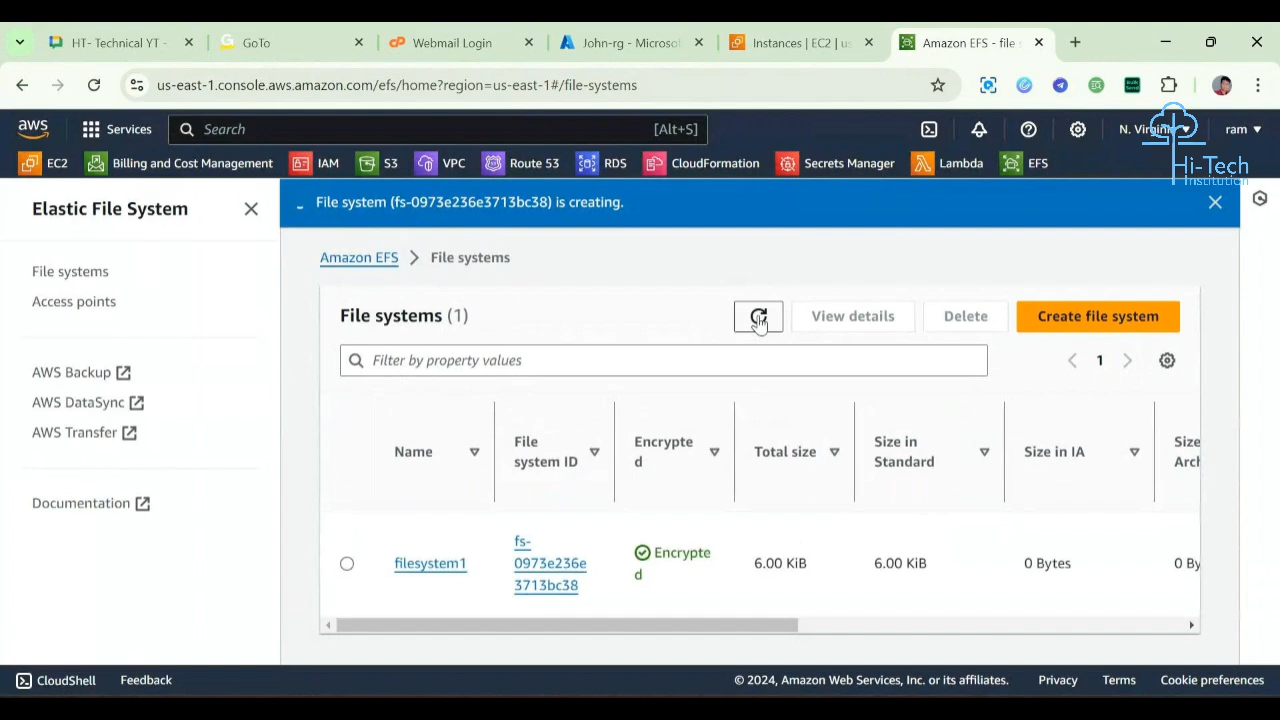 HT- Technical YT -
GoTo
Webmail Login
John-rg - Microso
Instances | EC2 | us
Amazon EFS - file s
us-east-1.console.aws.amazon.com/efs/home?region=us-east-1#/file-systems
aws
Services
Search
[Alt+S]
N. Virginia
ram
EC2
Billing and Cost Management
IAM
S3
VPC
Route 53
RDS
CloudFormation
Secrets Manager
Lambda
EFS
Hi-Tech
Institution
Elastic File System
File systems
Access points
AWS Backup
AWS DataSync
AWS Transfer
Documentation
File system (fs-0973e236e3713bc38) is creating.
Amazon EFS
File systems
File systems (1)
View details
Delete
Create file system
Filter by property values
1
Name
File
system ID
Encrypte
d
Total size
Size in
Standard
Size in IA
Size
Arch
filesystem1
fs-
0973e236e
3713bc38
Encrypte
d
6.00 KiB
6.00 KiB
0 Bytes
0 By
CloudShell
Feedback
© 2024, Amazon Web Services, Inc. or its affiliates.
Privacy
Terms
Cookie preferences